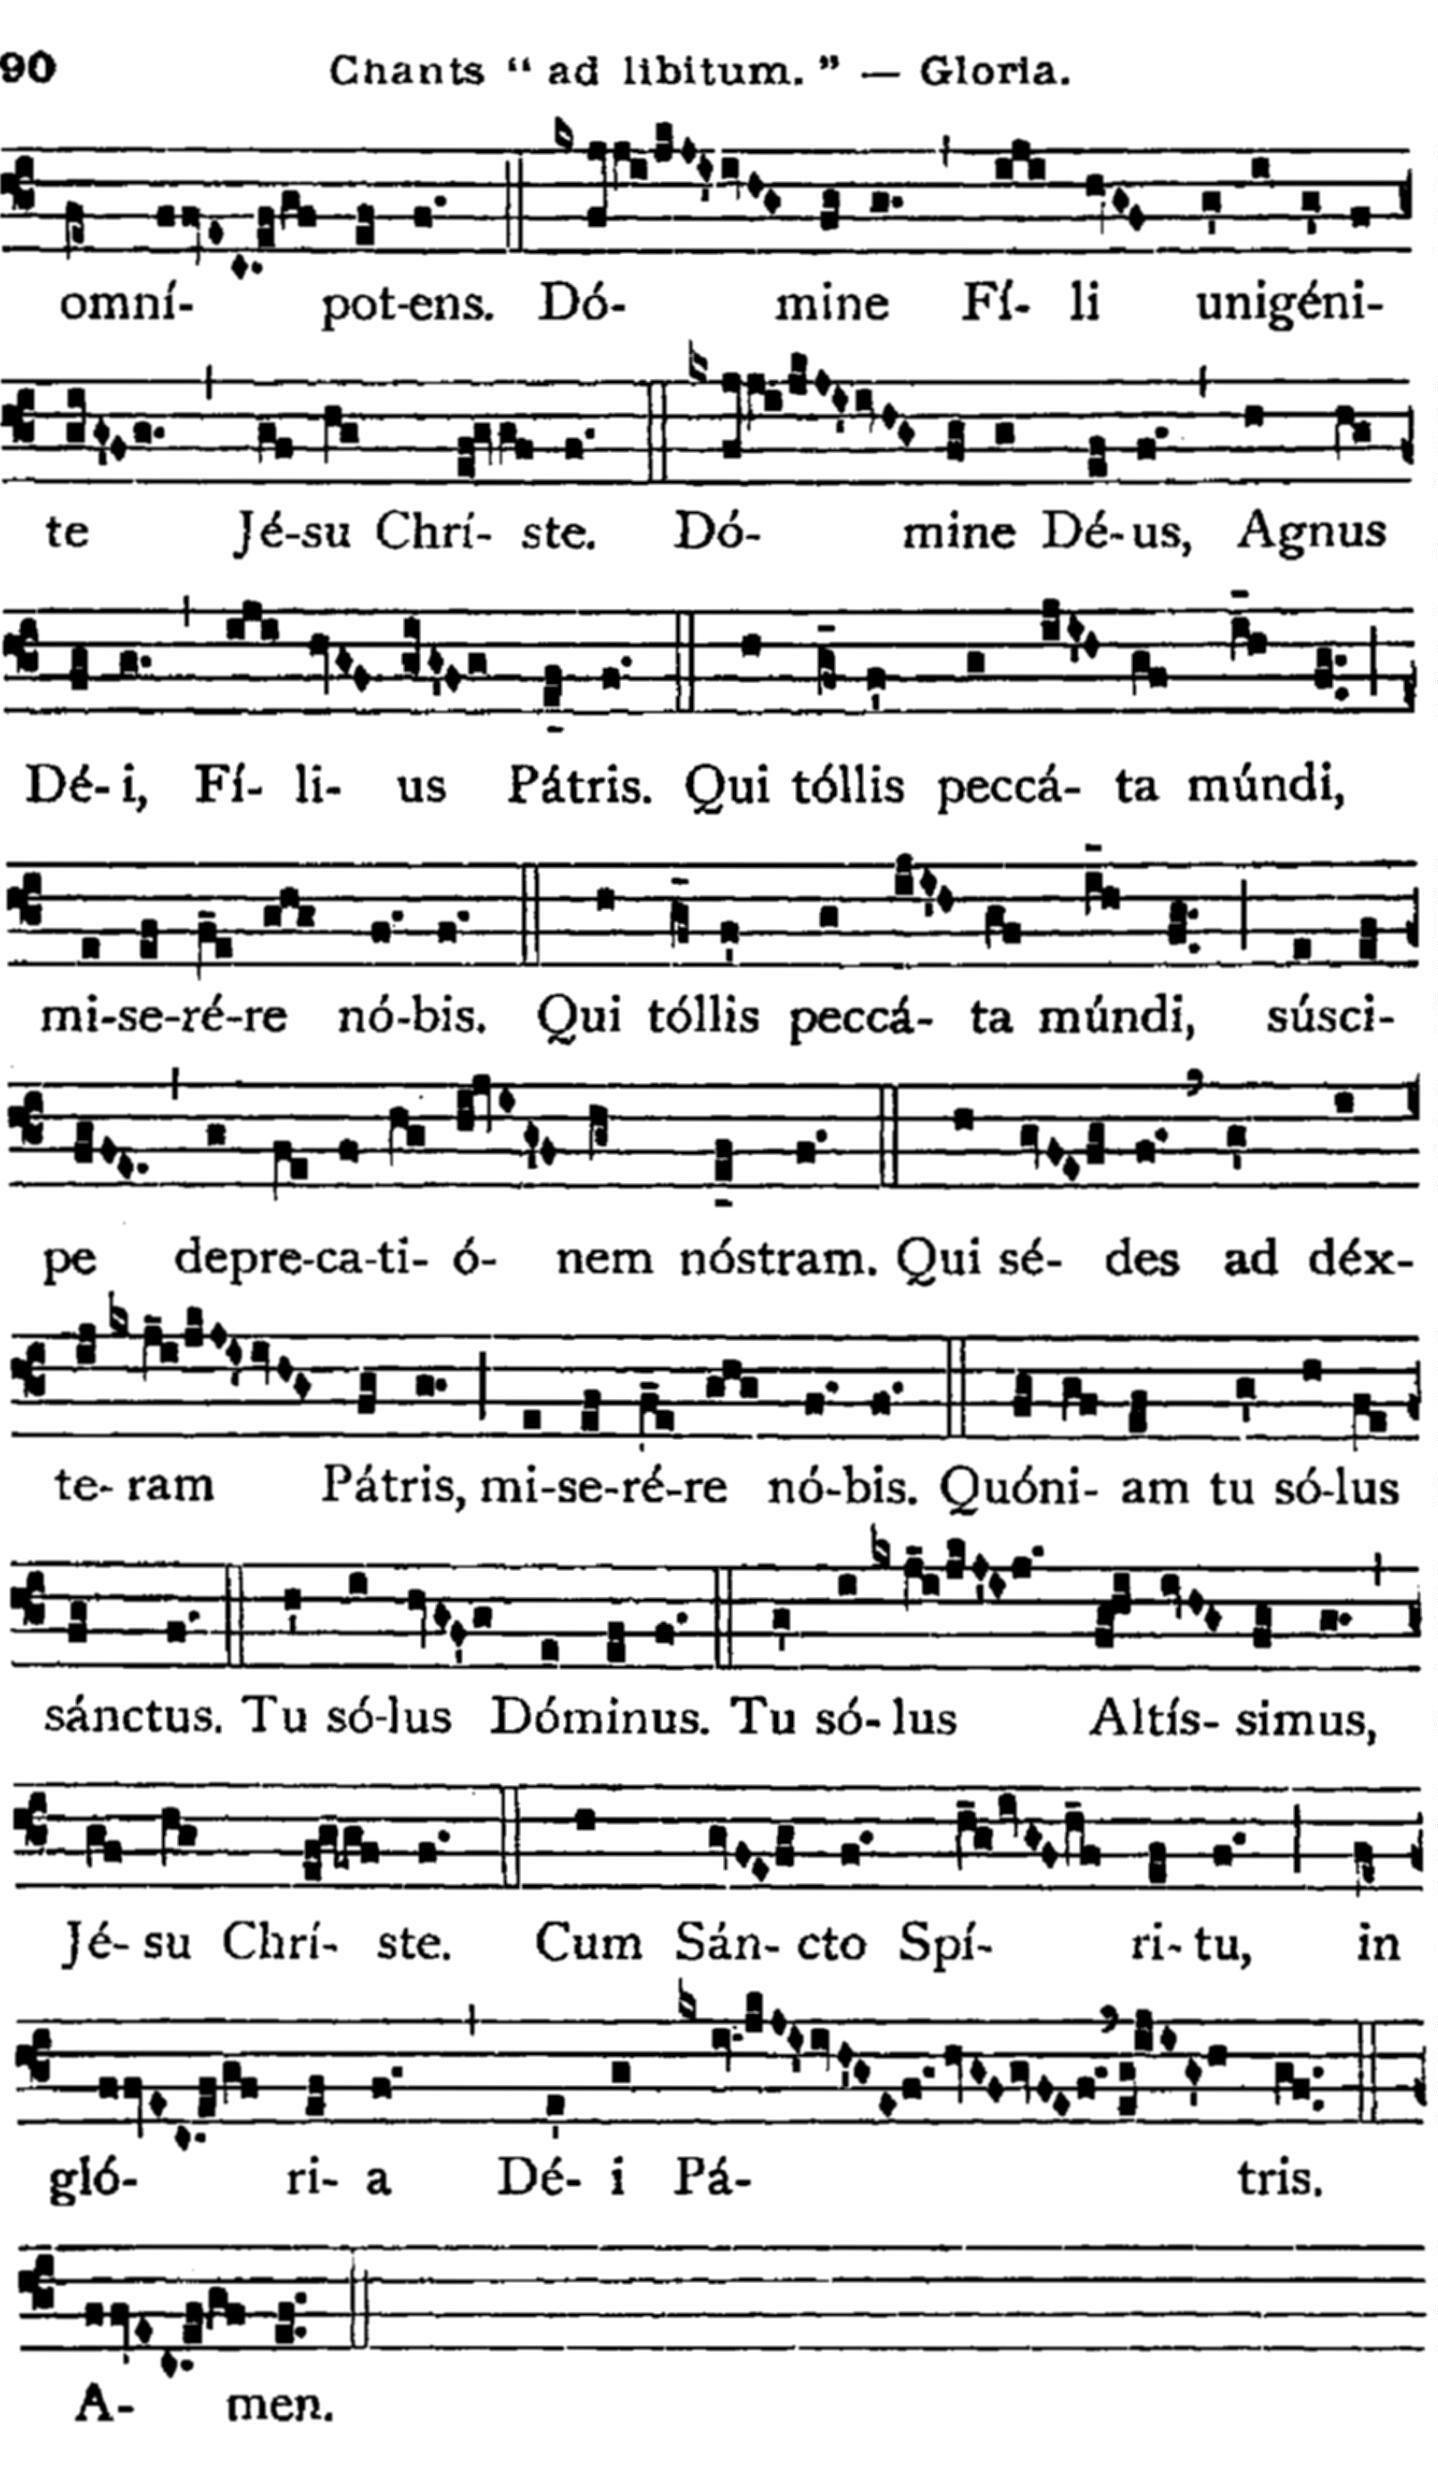 90 Chants “ ad libitum. ” — Gloria.
omní- pot-ens. Dó- mine Fí- li unigéni-
te Jé-su Chrí- ste. Dó- mine Dé-us, Agnus
Dé- i, Fí- li- us Pátris. Qui tóllis peccá- ta múndi,
mi-se-ré-re nó-bis. Qui tóllis peccá- ta múndi, súsci-
pe depre-ca-ti- ó- nem nóstram. Qui sé- des ad déx-
te- ram Pátris, mi-se-ré-re nó-bis. Quóni- am tu só-lus
sánctus. Tu só-lus Dóminus. Tu só- lus Altís- simus,
Jé- su Chrí- ste. Cum Sán- cto Spí- ri- tu, in
gló- ri- a Dé- i Pá- tris.
A- men.